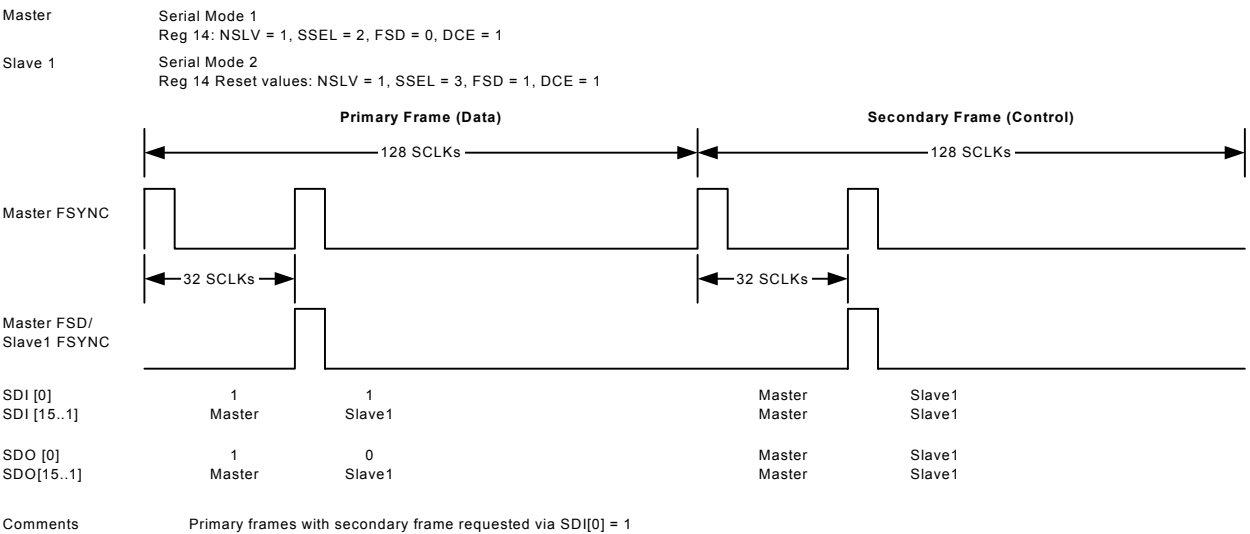 Master Serial Mode 1
Reg 14: NSLV = 1, SSEL = 2, FSD = 0, DCE = 1
Slave 1 Serial Mode 2
Reg 14 Reset values: NSLV = 1, SSEL = 3, FSD = 1, DCE = 1
Primary Frame (Data) Secondary Frame (Control)
128 SCLKs 128 SCLKs
Master FSYNC
32 SCLKs 32 SCLKs
Master FSD/
Slave1 FSYNC
SDI [0] 1 1 Master Slave1
SDI [15..1] Master Slave1 Master Slave1
SDO [0] 1 0 Master Slave1
SDO[15..1] Master Slave1 Master Slave1
Comments Primary frames with secondary frame requested via SDI[0] = 1